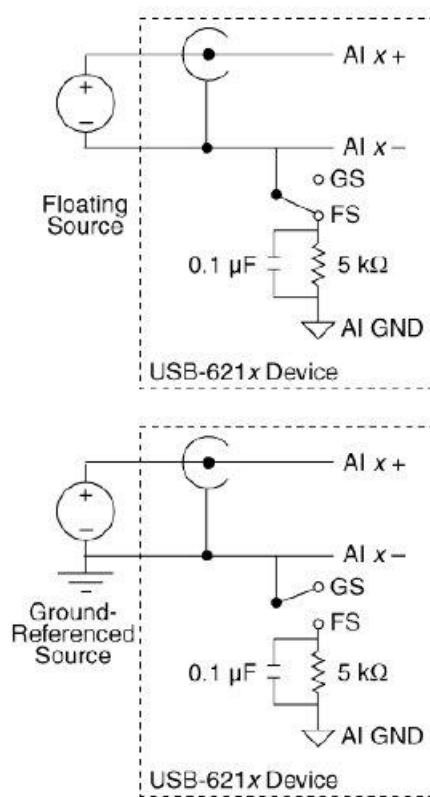 AI x+
+
−
AI x−
GS
Floating
Source
FS
0.1 µF
5 kΩ
AI GND
USB-621x Device
AI x+
+
−
AI x−
GS
Ground-
Referenced
Source
FS
0.1 µF
5 kΩ
AI GND
USB-621x Device